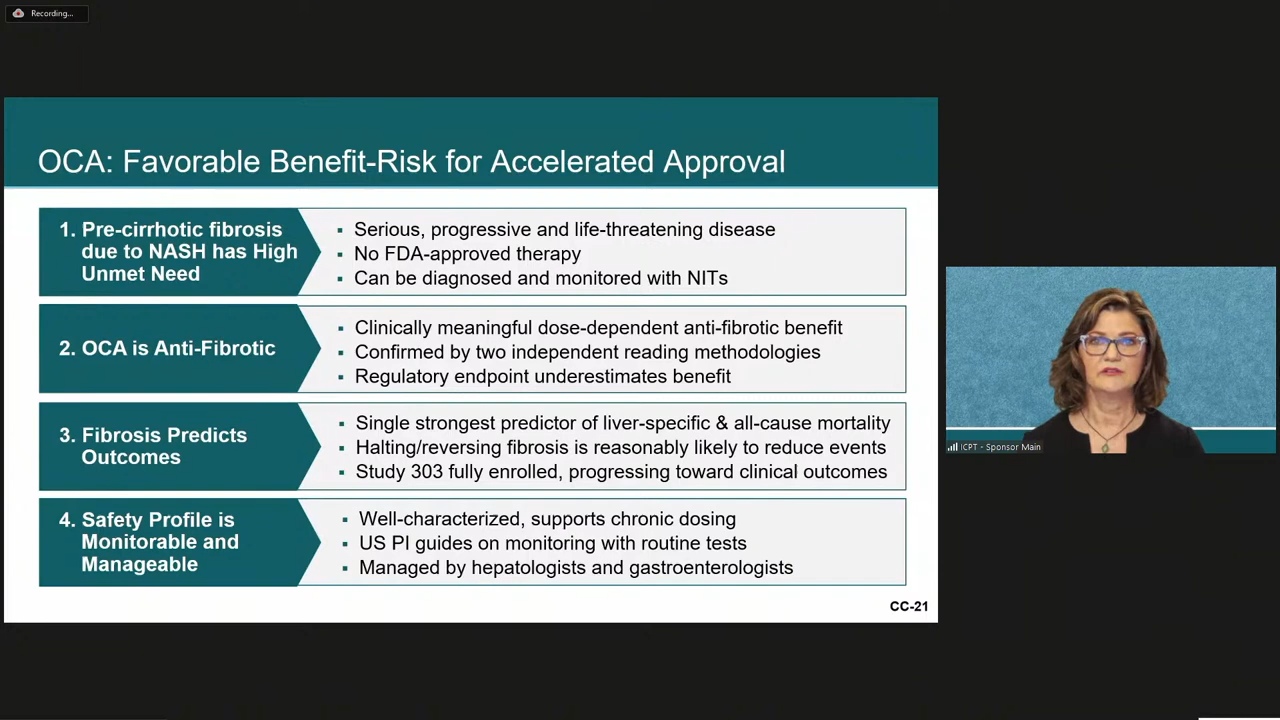 Recording...
OCA: Favorable Benefit-Risk for Accelerated Approval
1. Pre-cirrhotic fibrosis
due to NASH has High
Unmet Need
▪ Serious, progressive and life-threatening disease
▪ No FDA-approved therapy
▪ Can be diagnosed and monitored with NITs
2. OCA is Anti-Fibrotic
▪ Clinically meaningful dose-dependent anti-fibrotic benefit
▪ Confirmed by two independent reading methodologies
▪ Regulatory endpoint underestimates benefit
3. Fibrosis Predicts
Outcomes
▪ Single strongest predictor of liver-specific & all-cause mortality
▪ Halting/reversing fibrosis is reasonably likely to reduce events
▪ Study 303 fully enrolled, progressing toward clinical outcomes
4. Safety Profile is
Monitorable and
Manageable
▪ Well-characterized, supports chronic dosing
▪ US PI guides on monitoring with routine tests
▪ Managed by hepatologists and gastroenterologists
CC-21
ICPT - Sponsor Main